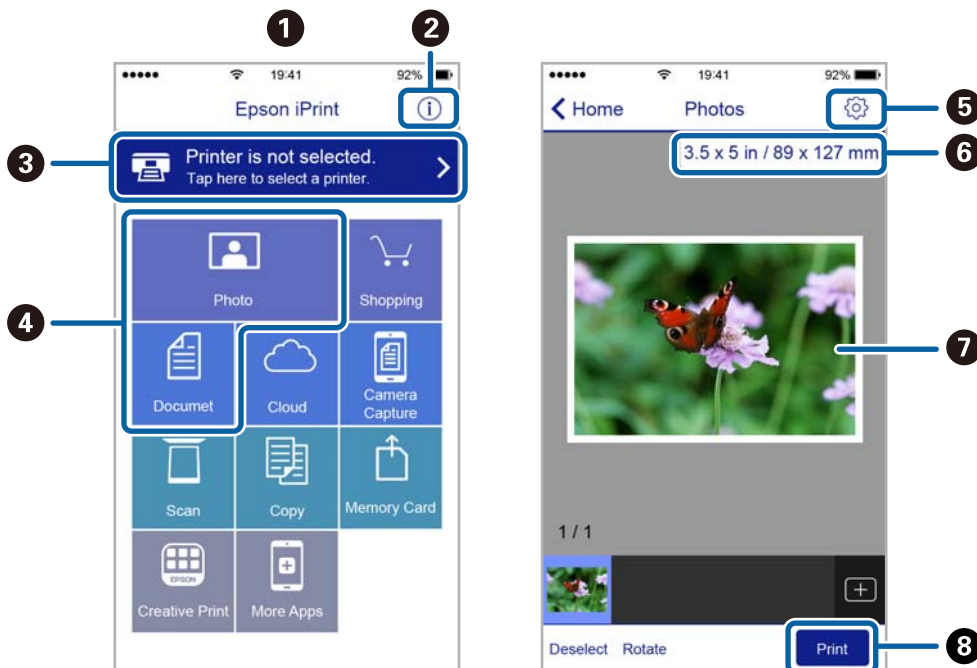 1
2
●●●●● 19:41 92%
Epson iPrint
3
Printer is not selected.
Tap here to select a printer.
4
Photo
Shopping
Documet
Cloud
Camera
Capture
Scan
Copy
Memory Card
EPSON
Creative Print
More Apps
●●●●● 19:41 92%
Home Photos
5
3.5 x 5 in / 89 x 127 mm
6
7
1 / 1
Deselect Rotate Print
8